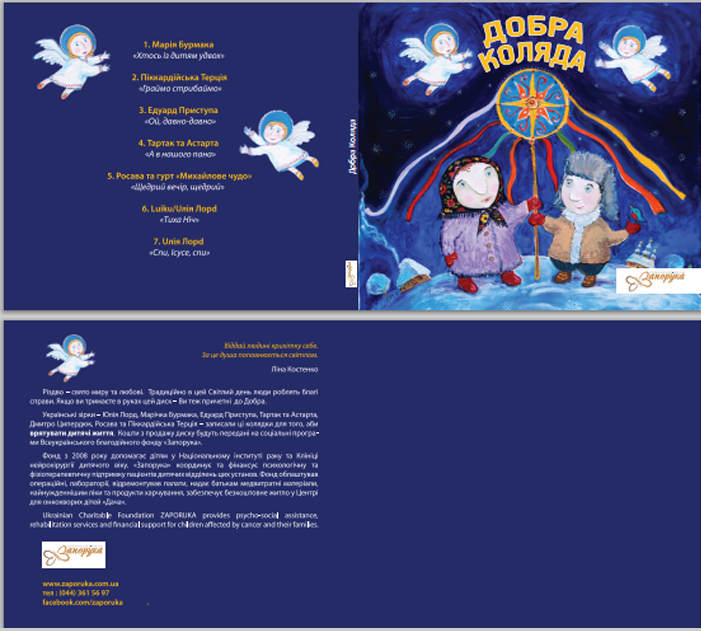 1. Марія Бурмака
«Хтось із дитям удвох»
2. Піккардійська Терція
«Граймо стрибаймо»
3. Едуард Приступа
«Ой, давно-давно»
4. Тартак та Астарта
«А в нашого пана»
5. Росава та гурт «Михайлове чудо»
«Щедрий вечір, щедрий»
6. Luiku/Unlя Лорд
«Тиха Ніч»
7. Unlя Лорд
«Спи, Ісусе, спи»
Добра Коляда
ДОБРА
КОЛЯДА
Запорука
Віддай людині крихітку себе.
За це душа поповнюється світлом.
Ліна Костенко
Різдво – свято миру та любові. Традиційно в цей Світлий день люди роблять благі
справи. Якщо ви тримаєте в руках цей диск – Ви теж причетні до Добра.
Українські зірки – Юлія Лорд, Марічка Бурмака, Едуард Приступа, Тартак та Астарта,
Дмитро Ципердюк, Росава та Піккардійська Терція – записали ці колядки для того, аби
врятувати дитячі життя. Кошти з продажу диску будуть передані на соціальні програ-
ми Всеукраїнського благодійного фонду «Запорука».
Фонд з 2008 року допомагає дітям у Національному інституті раку та Клініці
нейрохірургії дитячого віку. «Запорука» координує та фінансує психологічну та
фізіотерапевтичну підтримку пацієнтів дитячих відділень цих установ. Фонд облаштував
операційні, лабораторії, відремонтував палати, надає батькам медвитратні матеріали,
найнужденнішим ліки та продукти харчування, забезпечує безкоштовне житло у Центрі
для онкохворих дітей «Дача».
Ukrainian Charitable Foundation ZAPORUKA provides psycho-social assistance,
rehabilitation services and financial support for children affected by cancer and their families.
Запорука
www.zaporuka.com.ua
тел : (044) 361 56 97
facebook.com/zaporuka